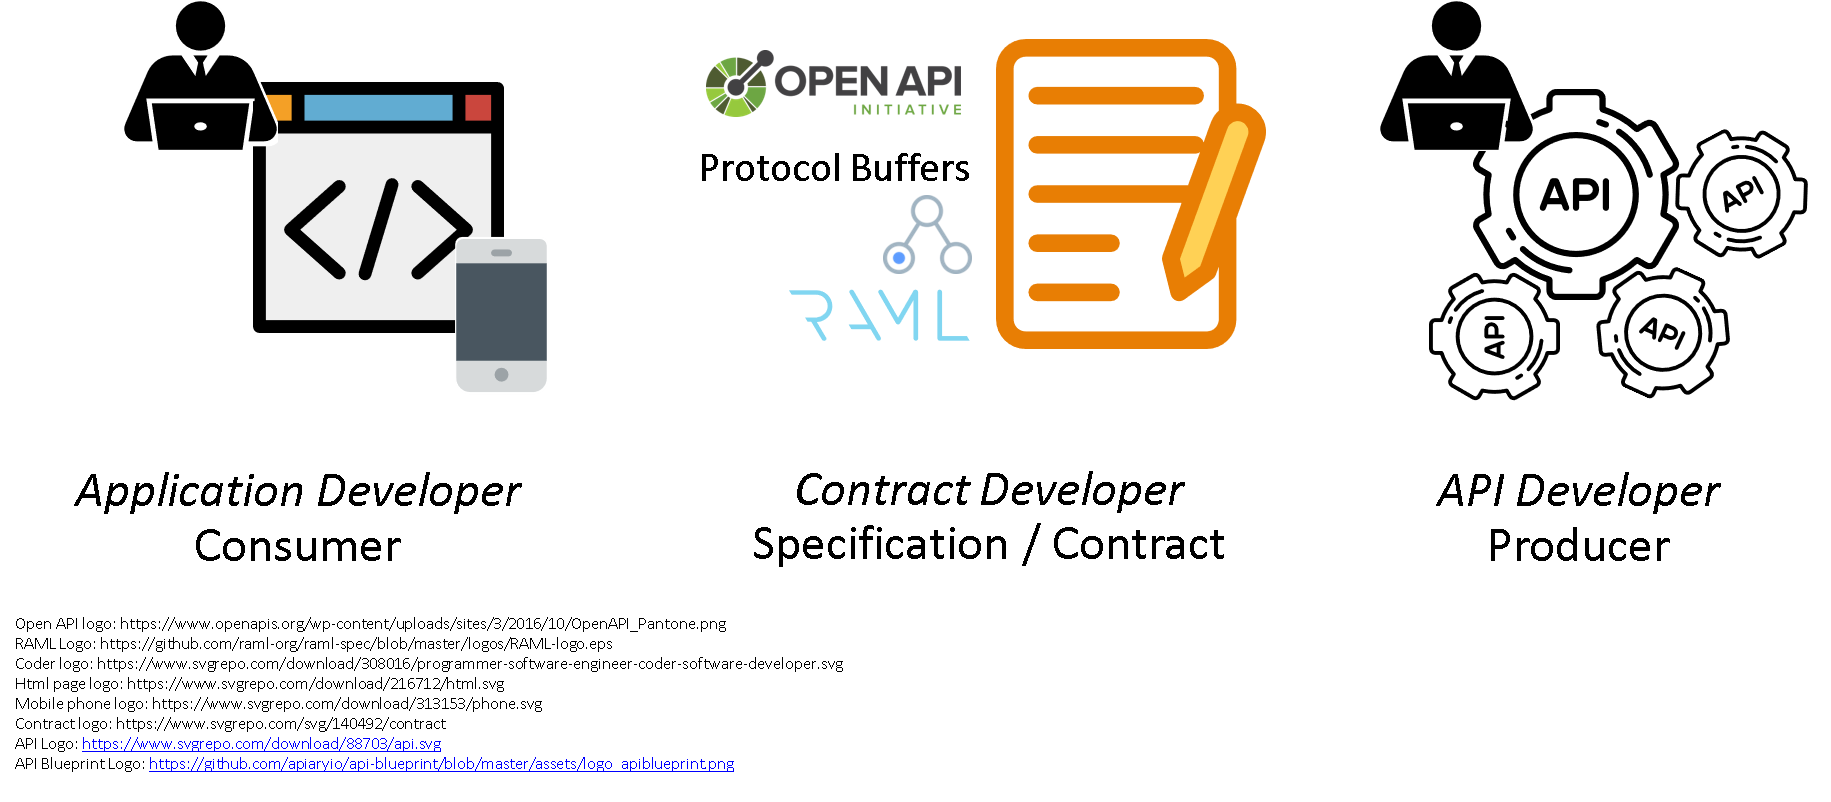 OPEN API
INITIATIVE
Protocol Buffers
RAML
</>
API
API
API
API
Application Developer
Consumer
Contract Developer
Specification / Contract
API Developer
Producer
Open API logo: https://www.openapis.org/wp-content/uploads/sites/3/2016/10/OpenAPI_Pantone.png
RAML Logo: https://github.com/raml-org/raml-spec/blob/master/logos/RAML-logo.eps
Coder logo: https://www.svgrepo.com/download/308016/programmer-software-engineer-coder-software-developer.svg
Html page logo: https://www.svgrepo.com/download/216712/html.svg
Mobile phone logo: https://www.svgrepo.com/download/313153/phone.svg
Contract logo: https://www.svgrepo.com/svg/140492/contract
API Logo: https://www.svgrepo.com/download/88703/api.svg
API Blueprint Logo: https://github.com/apiaryio/api-blueprint/blob/master/assets/logo_apiblueprint.png